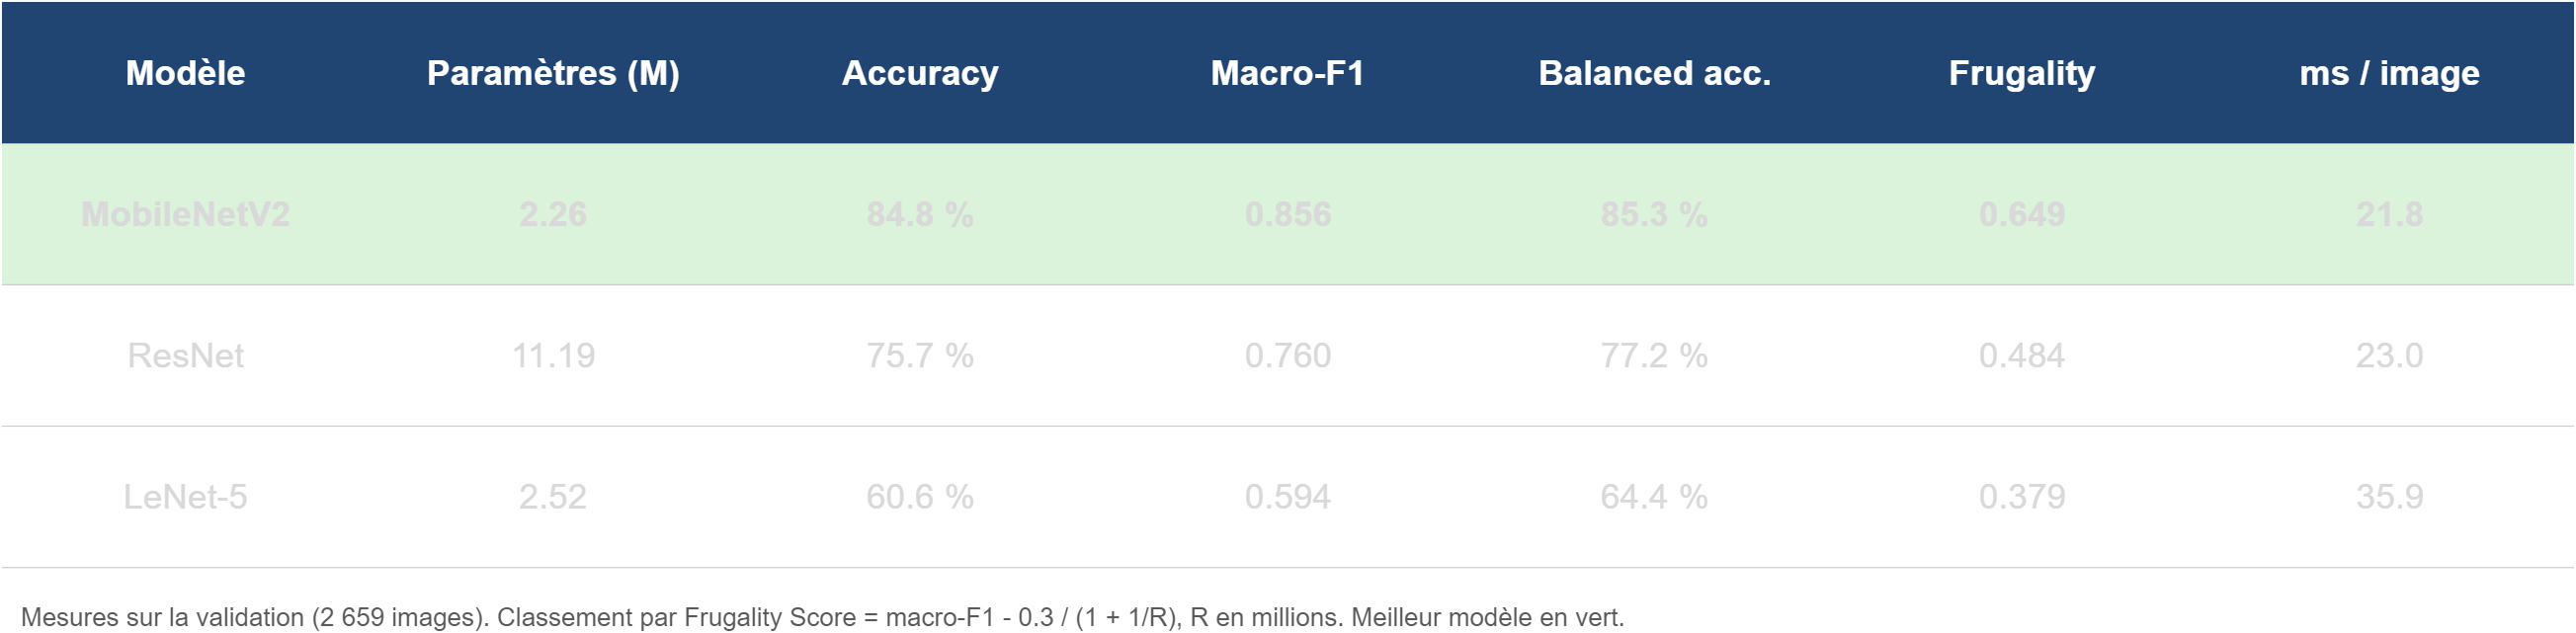 Modèle Paramètres (M) Accuracy Macro-F1 Balanced acc. Frugality ms / image
MobileNetV2 2.26 84.8 % 0.856 85.3 % 0.649 21.8
ResNet 11.19 75.7 % 0.760 77.2 % 0.484 23.0
LeNet-5 2.52 60.6 % 0.594 64.4 % 0.379 35.9
Mesures sur la validation (2 659 images). Classement par Frugality Score = macro-F1 - 0.3 / (1 + 1/R), R en millions. Meilleur modèle en vert.